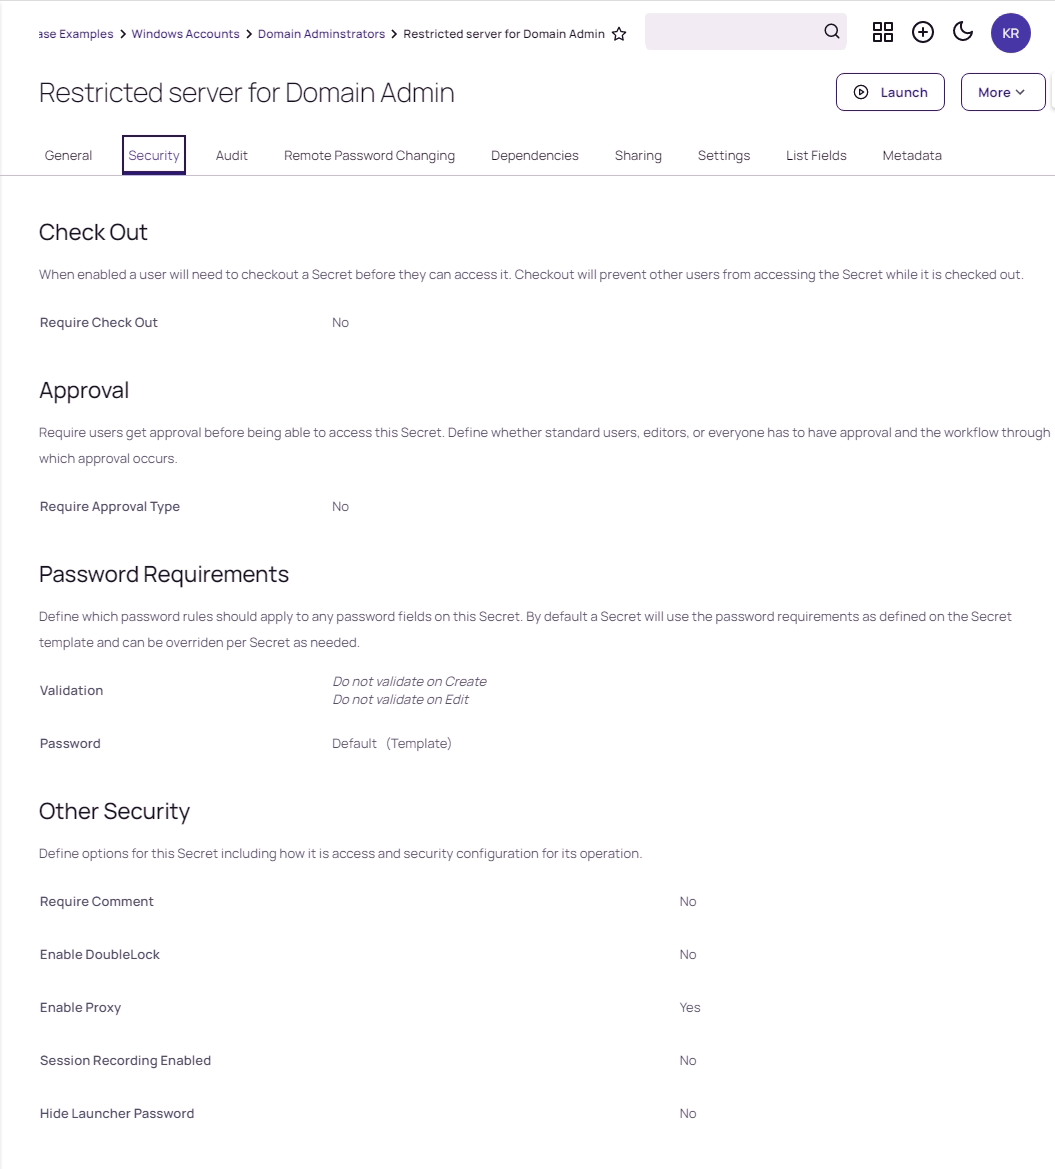 ase Examples > Windows Accounts > Domain Adminstrators > Restricted server for Domain Admin
KR
Restricted server for Domain Admin
Launch
More
General Security Audit Remote Password Changing Dependencies Sharing Settings List Fields Metadata
Check Out
When enabled a user will need to checkout a Secret before they can access it. Checkout will prevent other users from accessing the Secret while it is checked out.
Require Check Out No
Approval
Require users get approval before being able to access this Secret. Define whether standard users, editors, or everyone has to have approval and the workflow through
which approval occurs.
Require Approval Type No
Password Requirements
Define which password rules should apply to any password fields on this Secret. By default a Secret will use the password requirements as defined on the Secret
template and can be overriden per Secret as needed.
Validation Do not validate on Create
Do not validate on Edit
Password Default (Template)
Other Security
Define options for this Secret including how it is access and security configuration for its operation.
Require Comment No
Enable DoubleLock No
Enable Proxy Yes
Session Recording Enabled No
Hide Launcher Password No